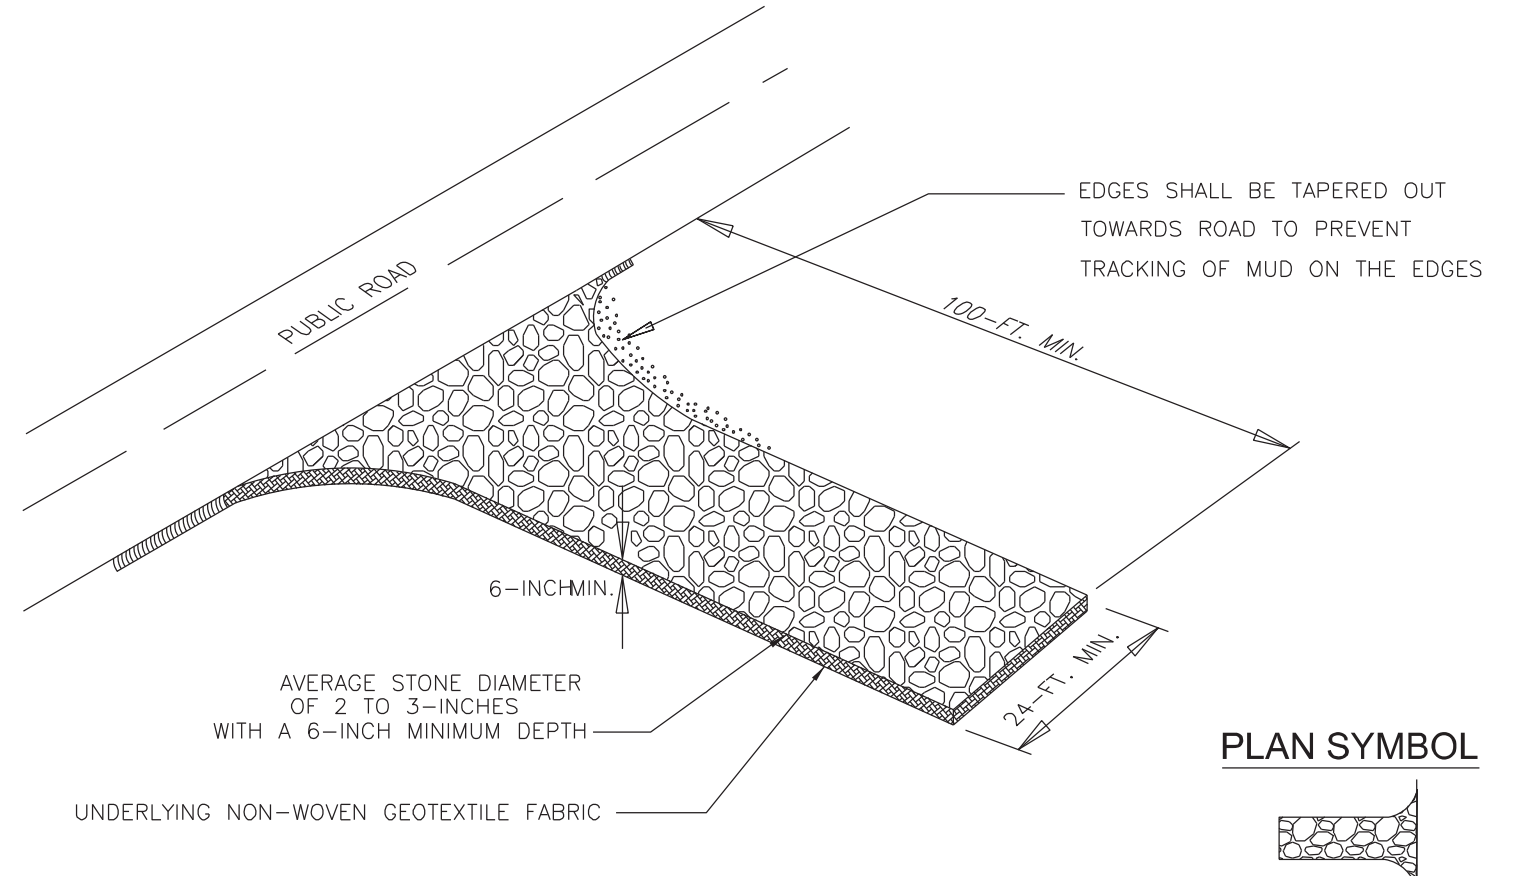 EDGES SHALL BE TAPERED OUT
TOWARDS ROAD TO PREVENT
TRACKING OF MUD ON THE EDGES
PUBLIC ROAD
100-FT. MIN.
6-INCHMIN.
24-FT. MIN.
AVERAGE STONE DIAMETER
OF 2 TO 3-INCHES
WITH A 6-INCH MINIMUM DEPTH
UNDERLYING NON-WOVEN GEOTEXTILE FABRIC
PLAN SYMBOL